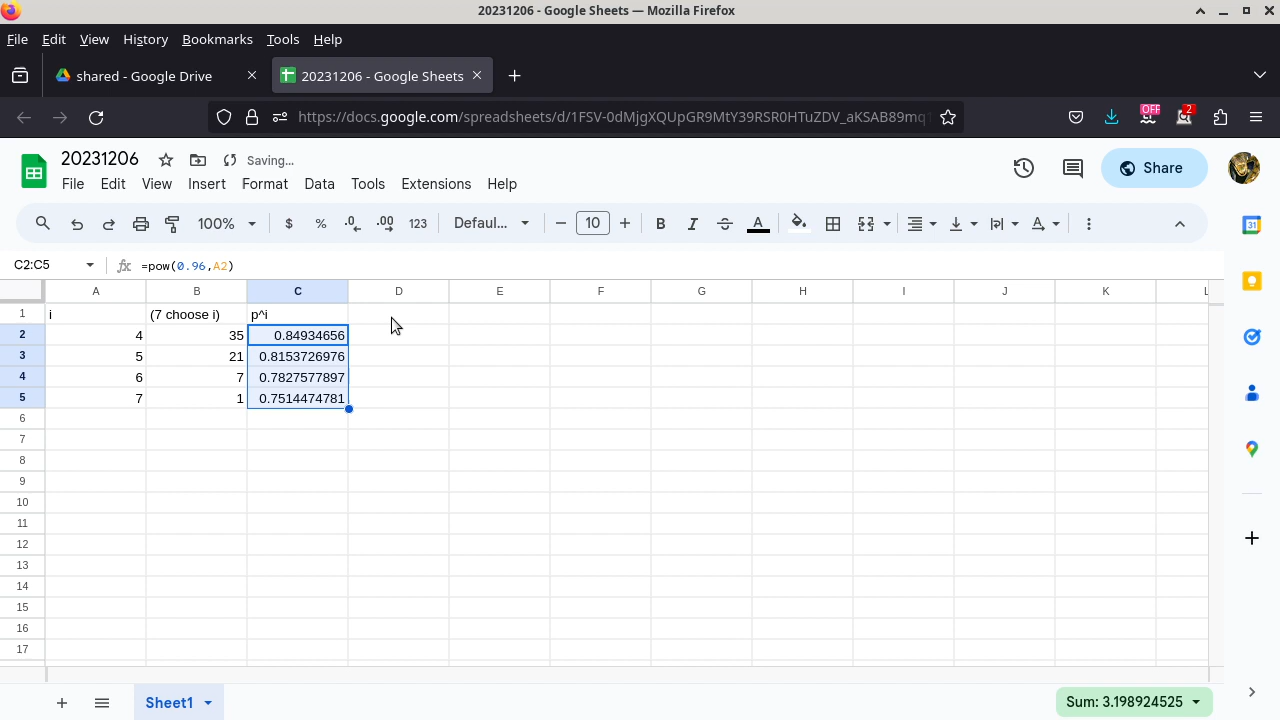 20231206 - Google Sheets — Mozilla Firefox
File Edit View History Bookmarks Tools Help
shared - Google Drive
20231206 - Google Sheets
https://docs.google.com/spreadsheets/d/1FSV-0dMjgXQUpGR9MtY39RSR0HTuZDV_aKSAB89mq
OFF
2
20231206
Saving...
File Edit View Insert Format Data Tools Extensions Help
Share
100% $ % .0 .00 123 Defaul... 10 B I S A
31
C2:C5
fx =pow(0.96,A2)
A B C D E F G H I J K L
1 i (7 choose i) p^i
2 4 35 0.84934656
3 5 21 0.8153726976
4 6 7 0.7827577897
5 7 1 0.7514474781
6
7
8
9
10
11
12
13
14
15
16
17
Sheet1
Sum: 3.198924525